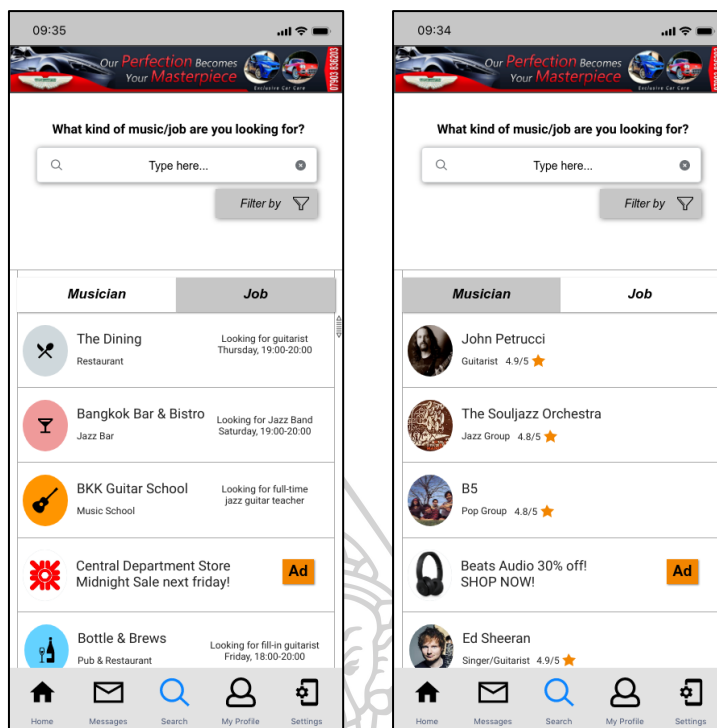 09:35
Our Perfection Becomes
Your Masterpiece
Exclusive Car Care
07903 836203
What kind of music/job are you looking for?
Type here...
Filter by
Musician
Job
The Dining
Restaurant
Looking for guitarist
Thursday, 19:00-20:00
Bangkok Bar & Bistro
Jazz Bar
Looking for Jazz Band
Saturday, 19:00-20:00
BKK Guitar School
Music School
Looking for full-time
jazz guitar teacher
Central Department Store
Midnight Sale next friday!
Ad
Bottle & Brews
Pub & Restaurant
Looking for fill-in guitarist
Friday, 18:00-20:00
Home
Messages
Search
My Profile
Settings
09:34
Our Perfection Becomes
Your Masterpiece
Exclusive Car Care
What kind of music/job are you looking for?
Type here...
Filter by
Musician
Job
John Petrucci
Guitarist 4.9/5
The Souljazz Orchestra
Jazz Group 4.8/5
B5
Pop Group 4.8/5
Beats Audio 30% off!
SHOP NOW!
Ad
Ed Sheeran
Singer/Guitarist 4.9/5
Home
Messages
Search
My Profile
Settings